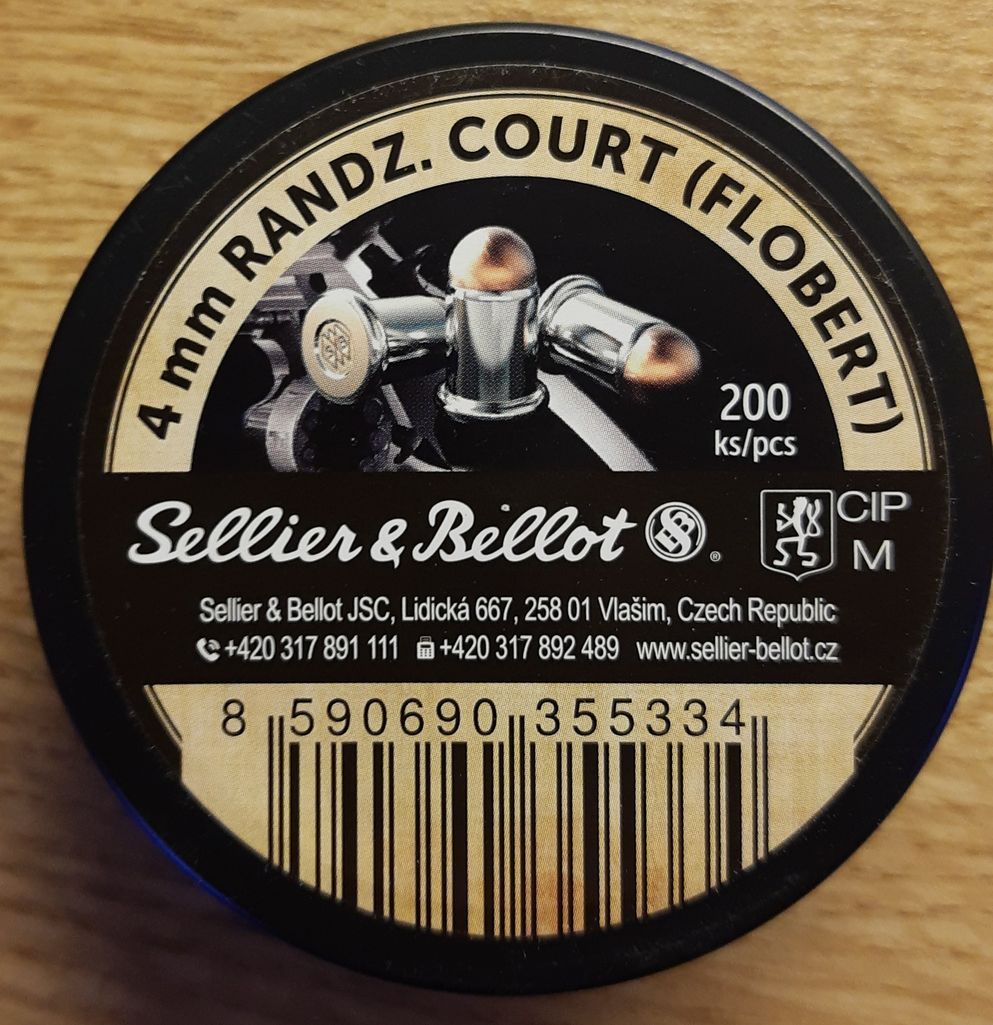 4 mm RANDZ. COURT (FLOBERT)
200
ks/pcs
Sellier & Bellot ®
CIP
M
Sellier & Bellot JSC, Lidická 667, 258 01 Vlašim, Czech Republic
+420 317 891 111 +420 317 892 489 www.sellier-bellot.cz
8 590690 355334